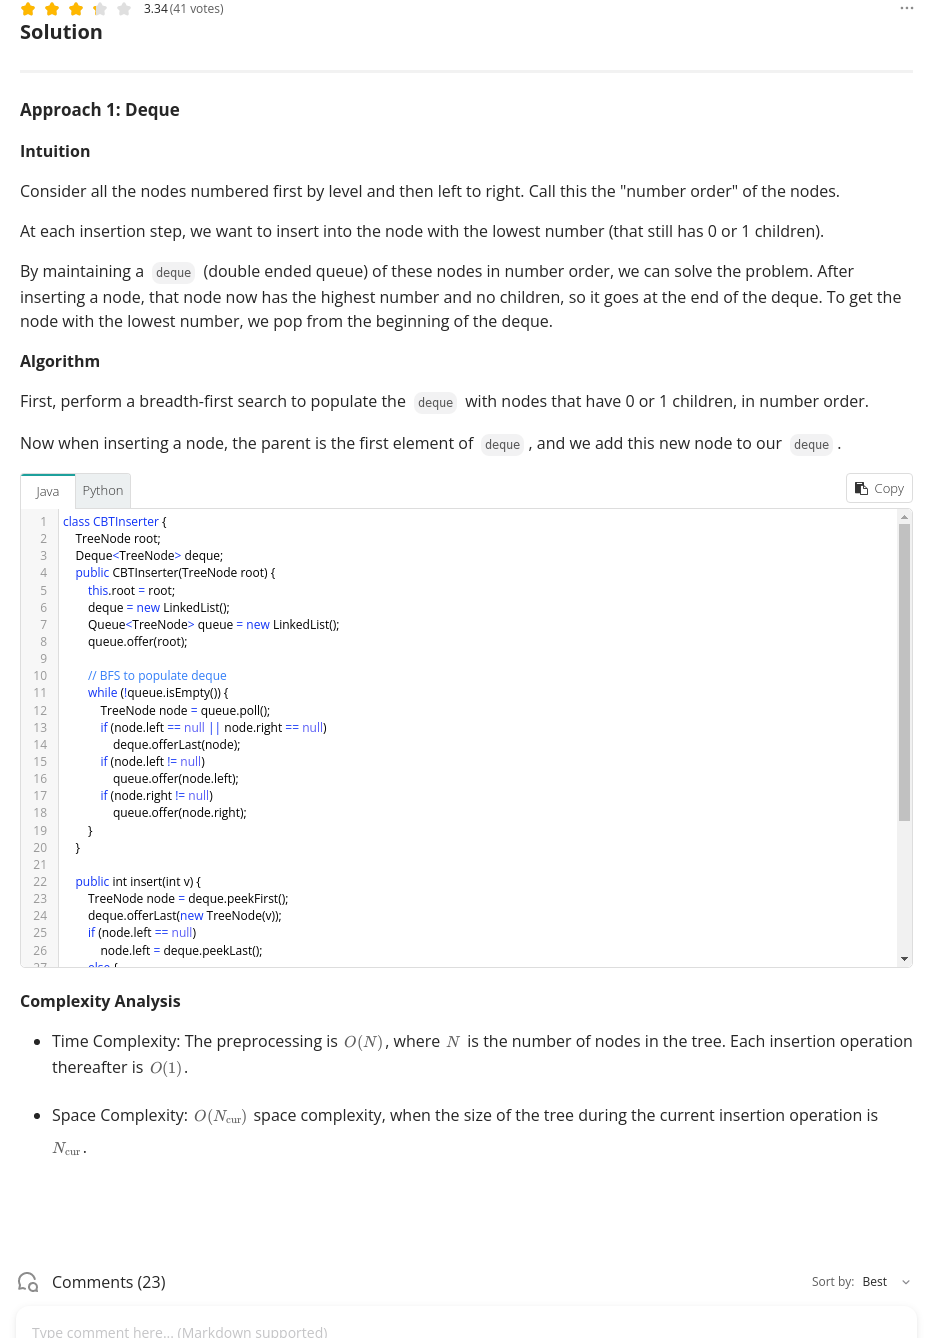 3.34 (41 votes)
Solution
Approach 1: Deque
Intuition
Consider all the nodes numbered first by level and then left to right. Call this the "number order" of the nodes.
At each insertion step, we want to insert into the node with the lowest number (that still has 0 or 1 children).
By maintaining a deque (double ended queue) of these nodes in number order, we can solve the problem. After
inserting a node, that node now has the highest number and no children, so it goes at the end of the deque. To get the
node with the lowest number, we pop from the beginning of the deque.
Algorithm
First, perform a breadth-first search to populate the deque with nodes that have 0 or 1 children, in number order.
Now when inserting a node, the parent is the first element of deque , and we add this new node to our deque .
Java Python Copy
1 class CBTInserter {
2 TreeNode root;
3 Deque<TreeNode> deque;
4 public CBTInserter(TreeNode root) {
5 this.root = root;
6 deque = new LinkedList();
7 Queue<TreeNode> queue = new LinkedList();
8 queue.offer(root);
9
10 // BFS to populate deque
11 while (!queue.isEmpty()) {
12 TreeNode node = queue.poll();
13 if (node.left == null || node.right == null)
14 deque.offerLast(node);
15 if (node.left != null)
16 queue.offer(node.left);
17 if (node.right != null)
18 queue.offer(node.right);
19 }
20 }
21
22 public int insert(int v) {
23 TreeNode node = deque.peekFirst();
24 deque.offerLast(new TreeNode(v));
25 if (node.left == null)
26 node.left = deque.peekLast();
27 else {
Complexity Analysis
Time Complexity: The preprocessing is O(N), where N is the number of nodes in the tree. Each insertion operation
thereafter is O(1).
Space Complexity: O(N_cur) space complexity, when the size of the tree during the current insertion operation is
N_cur.
Comments (23) Sort by: Best
Type comment here... (Markdown supported)